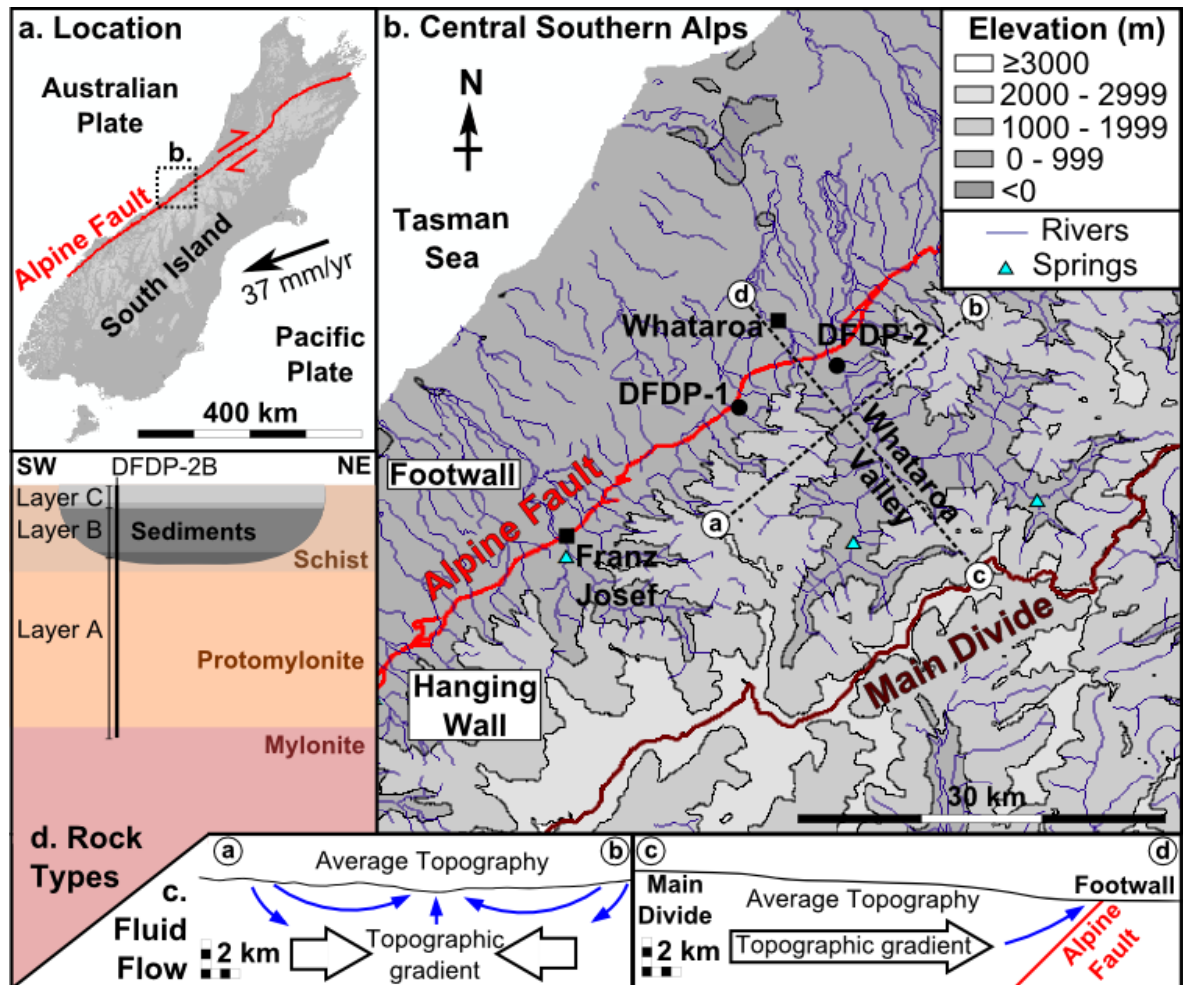 a. Location
Australian
Plate
b.
Alpine Fault
South Island
37 mm/yr
Pacific
Plate
400 km
b. Central Southern Alps
N
Tasman
Sea
Elevation (m)
≥3000
2000 - 2999
1000 - 1999
0 - 999
<0
Rivers
Springs
d
b
Whataroa
DFDP-2
DFDP-1
Whataroa
Valley
Footwall
Alpine Fault
a
Franz
Josef
c
Main Divide
Hanging
Wall
30 km
SW
DFDP-2B
NE
Layer C
Layer B
Sediments
Schist
Layer A
Protomylonite
Mylonite
d. Rock
Types
a
b
Average Topography
c.
Fluid
Flow
2 km
Topographic
gradient
c
d
Main
Divide
Average Topography
Footwall
2 km
Topographic gradient
Alpine
Fault